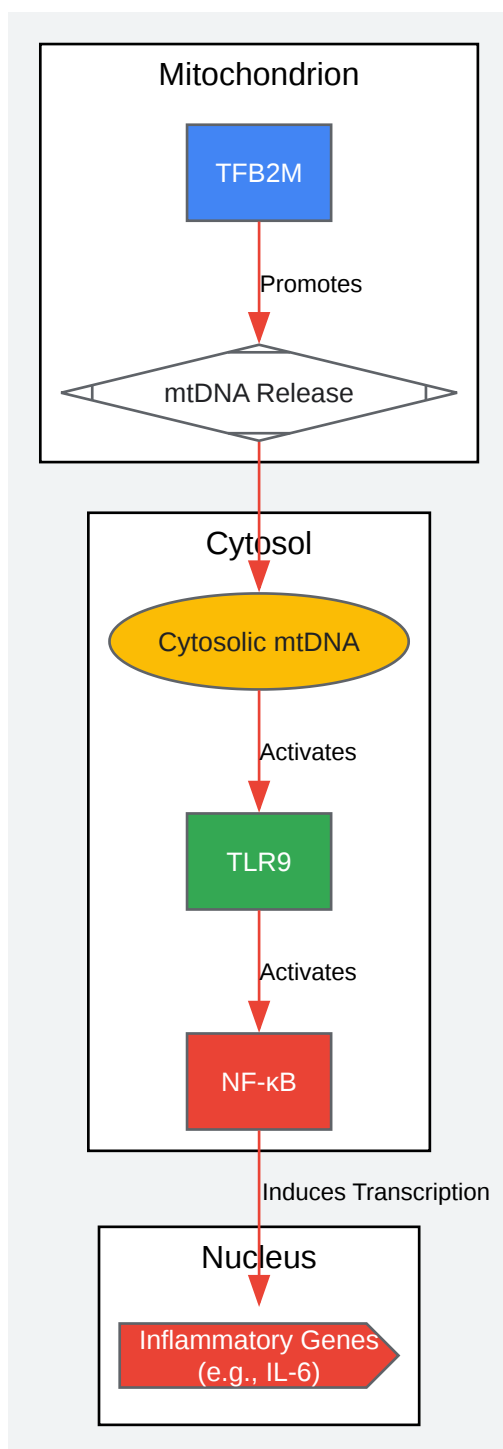 Mitochondrion
TFB2M
Promotes
mtDNA Release
Cytosol
Cytosolic mtDNA
Activates
TLR9
Activates
NF-κB
Induces Transcription
Nucleus
Inflammatory Genes
(e.g., IL-6)